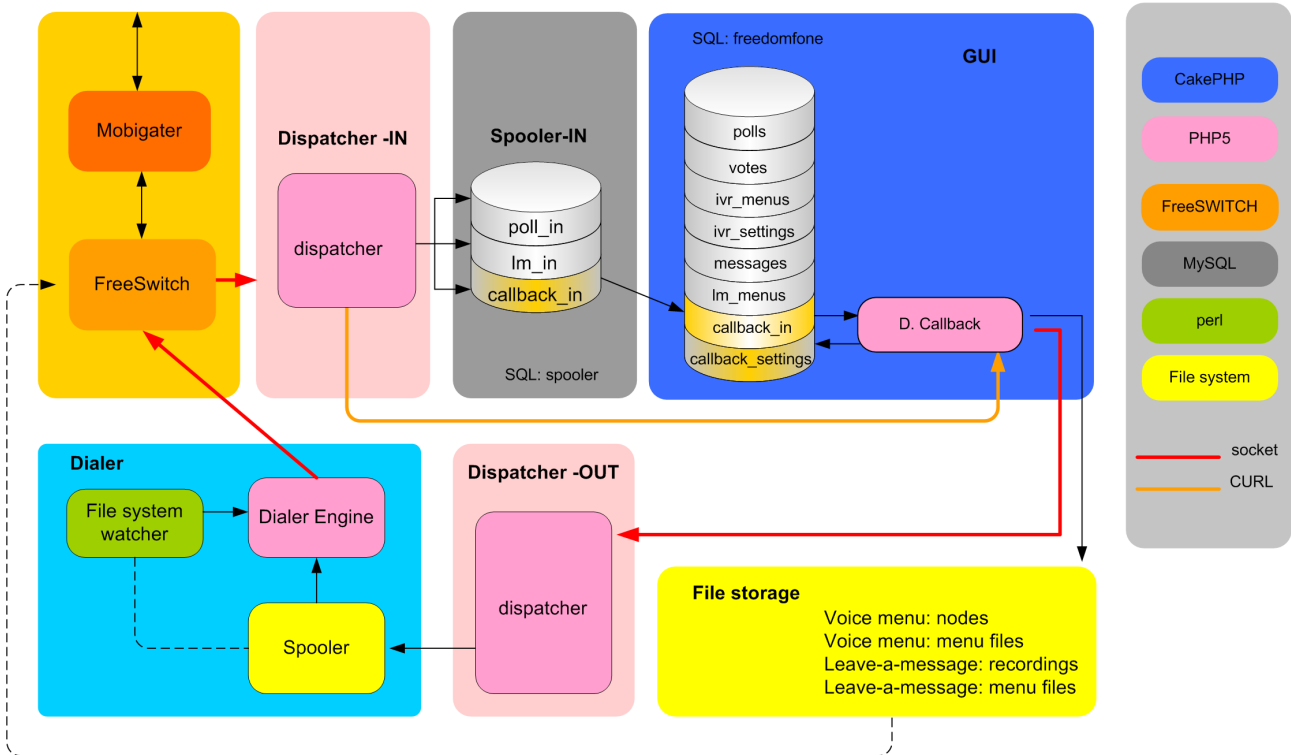 SQL: freedomfone
GUI
Mobigater
FreeSwitch
Dispatcher -IN
dispatcher
Spooler-IN
poll_in
lm_in
callback_in
SQL: spooler
polls
votes
ivr_menus
ivr_settings
messages
lm_menus
callback_in
callback_settings
D. Callback
CakePHP
PHP5
FreeSWITCH
MySQL
perl
File system
socket
CURL
Dialer
File system
watcher
Dialer Engine
Spooler
Dispatcher -OUT
dispatcher
File storage
Voice menu: nodes
Voice menu: menu files
Leave-a-message: recordings
Leave-a-message: menu files